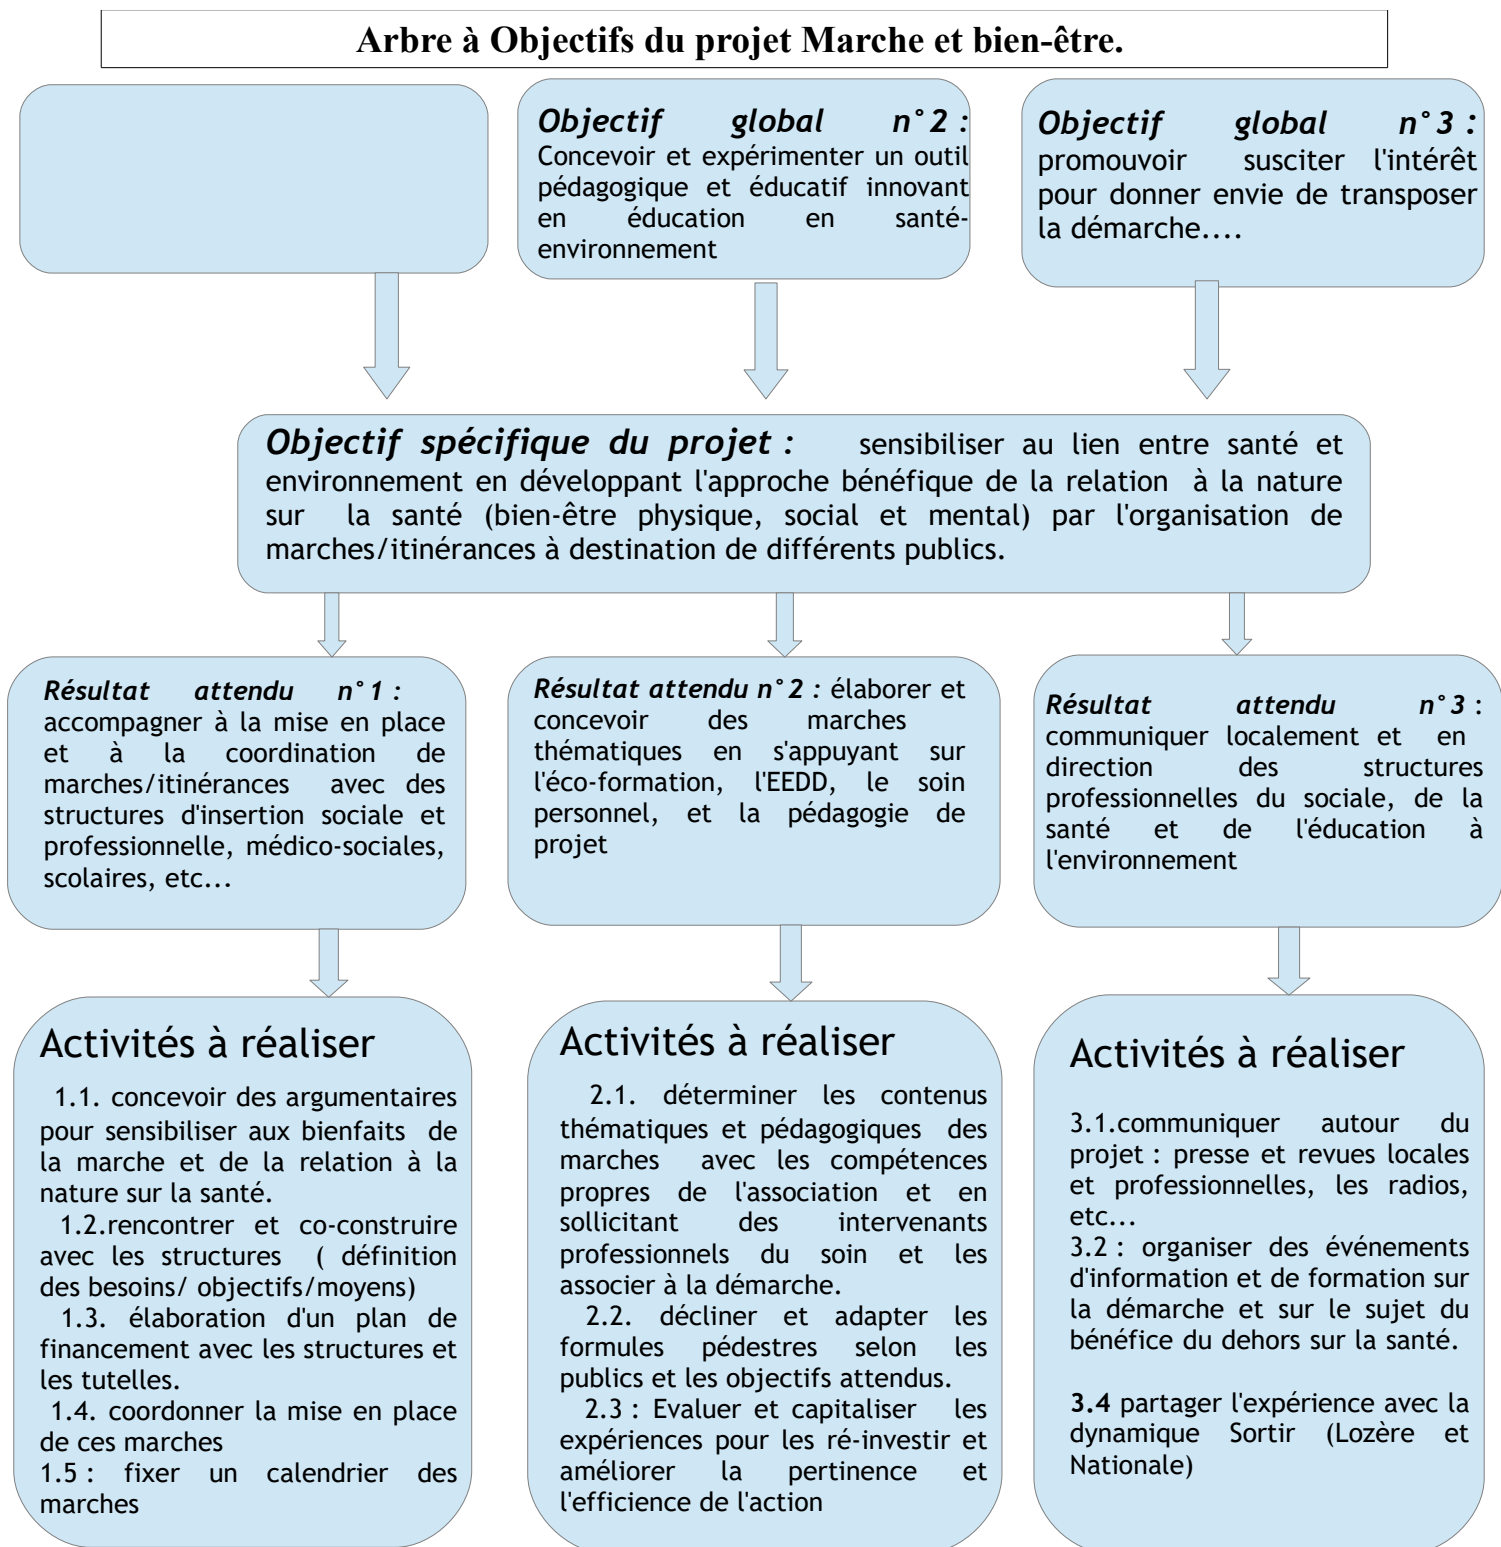 Arbre à Objectifs du projet Marche et bien-être.
Objectif global n°2 :
Concevoir et expérimenter un outil
pédagogique et éducatif innovant
en éducation en santé-
environnement
Objectif global n°3 :
promouvoir susciter l'intérêt
pour donner envie de transposer
la démarche....
Objectif spécifique du projet : sensibiliser au lien entre santé et
environnement en développant l'approche bénéfique de la relation à la nature
sur la santé (bien-être physique, social et mental) par l'organisation de
marches/itinérances à destination de différents publics.
Résultat attendu n°1 :
accompagner à la mise en place
et à la coordination de
marches/itinérances avec des
structures d'insertion sociale et
professionnelle, médico-sociales,
scolaires, etc...
Résultat attendu n°2 : élaborer et
concevoir des marches
thématiques en s'appuyant sur
l'éco-formation, l'EEDD, le soin
personnel, et la pédagogie de
projet
Résultat attendu n°3 :
communiquer localement et en
direction des structures
professionnelles du sociale, de la
santé et de l'éducation à
l'environnement
Activités à réaliser
1.1. concevoir des argumentaires
pour sensibiliser aux bienfaits de
la marche et de la relation à la
nature sur la santé.
1.2.rencontrer et co-construire
avec les structures ( définition
des besoins/ objectifs/moyens)
1.3. élaboration d'un plan de
financement avec les structures et
les tutelles.
1.4. coordonner la mise en place
de ces marches
1.5 : fixer un calendrier des
marches
Activités à réaliser
2.1. déterminer les contenus
thématiques et pédagogiques des
marches avec les compétences
propres de l'association et en
sollicitant des intervenants
professionnels du soin et les
associer à la démarche.
2.2. décliner et adapter les
formules pédestres selon les
publics et les objectifs attendus.
2.3 : Evaluer et capitaliser les
expériences pour les ré-investir et
améliorer la pertinence et
l'efficience de l'action
Activités à réaliser
3.1.communiquer autour du
projet : presse et revues locales
et professionnelles, les radios,
etc...
3.2 : organiser des événements
d'information et de formation sur
la démarche et sur le sujet du
bénéfice du dehors sur la santé.
3.4 partager l'expérience avec la
dynamique Sortir (Lozère et
Nationale)